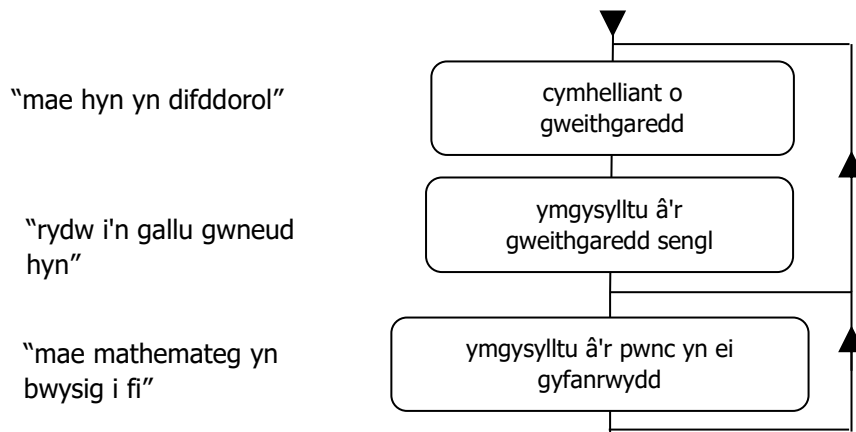 “mae hyn yn difddorol”
cymhelliant o
gweithgaredd
“rydw i'n gallu gwneud
hyn”
ymgysylltu â'r
gweithgaredd sengl
“mae mathemateg yn
bwysig i fi”
ymgysylltu â'r pwnc yn ei
gyfanrwydd